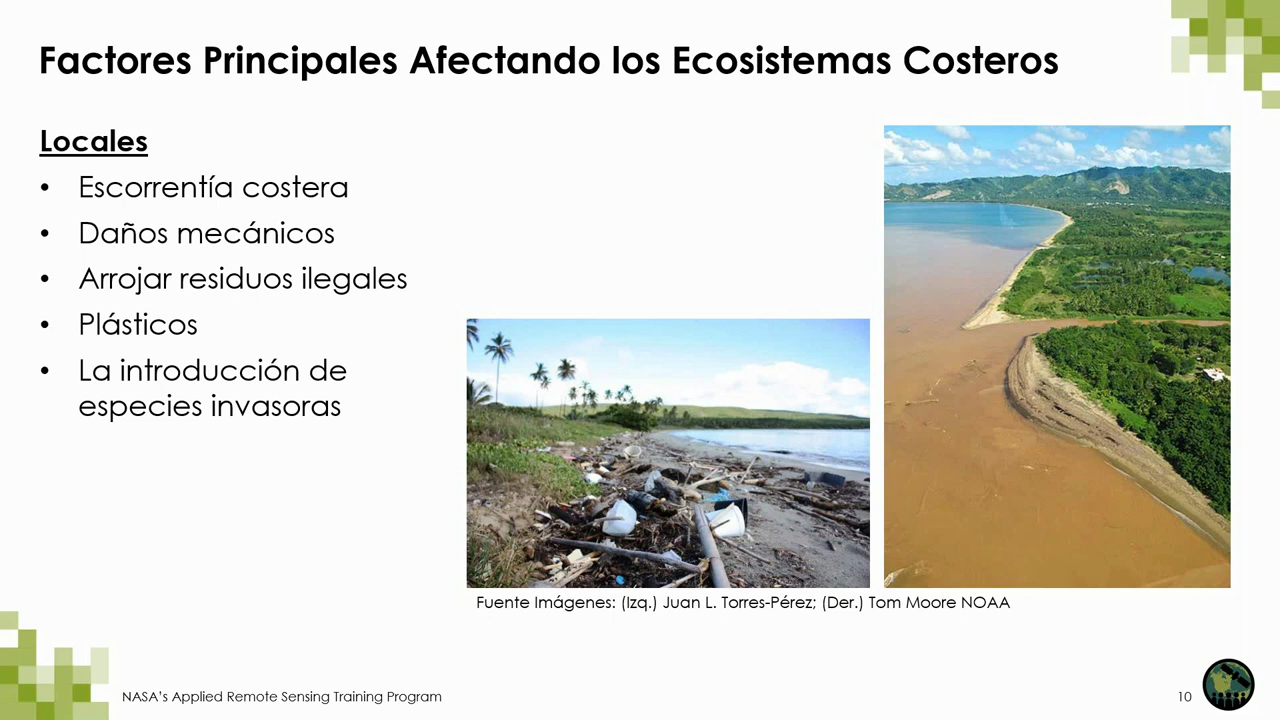 Factores Principales Afectando los Ecosistemas Costeros
Locales
• Escorrentía costera
• Daños mecánicos
• Arrojar residuos ilegales
• Plásticos
• La introducción de
especies invasoras
Fuente Imágenes: (Izq.) Juan L. Torres-Pérez; (Der.) Tom Moore NOAA
NASA's Applied Remote Sensing Training Program
10